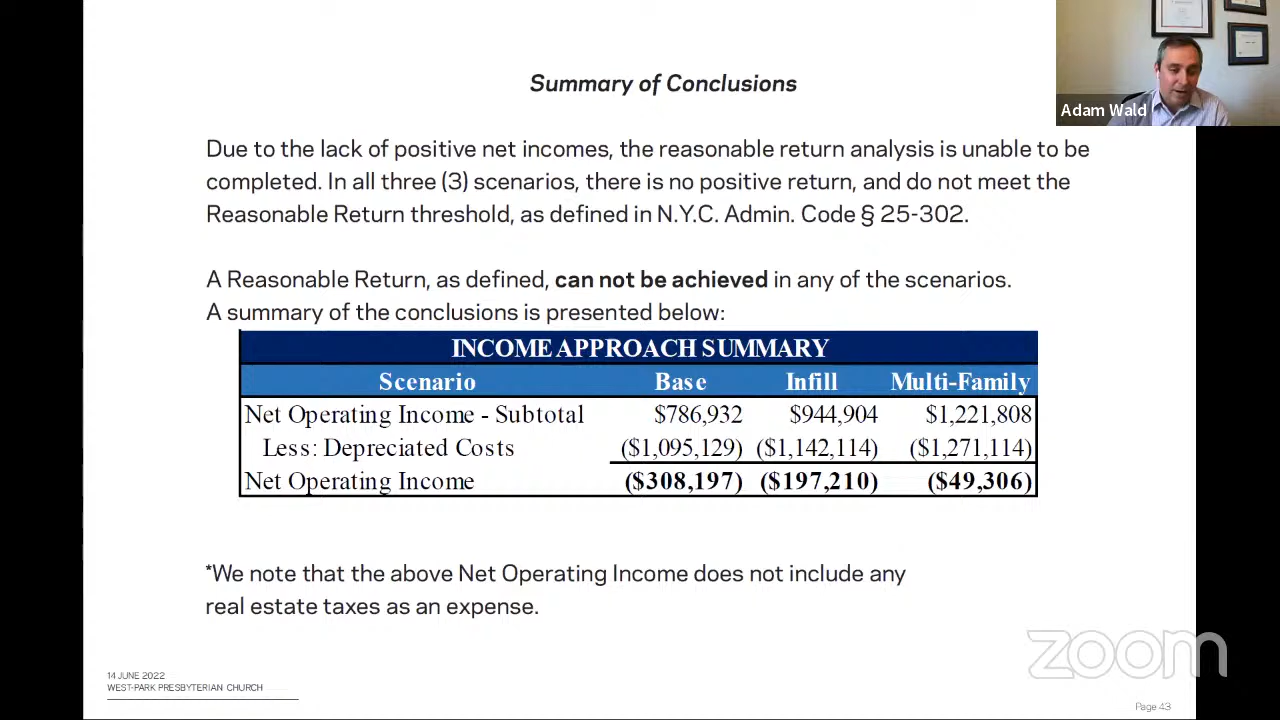 Summary of Conclusions
Adam Wald
Due to the lack of positive net incomes, the reasonable return analysis is unable to be
completed. In all three (3) scenarios, there is no positive return, and do not meet the
Reasonable Return threshold, as defined in N.Y.C. Admin. Code § 25-302.
A Reasonable Return, as defined, can not be achieved in any of the scenarios.
A summary of the conclusions is presented below:
INCOME APPROACH SUMMARY
Scenario Base Infill Multi-Family
Net Operating Income - Subtotal $786,932 $944,904 $1,221,808
Less: Depreciated Costs ($1,095,129) ($1,142,114) ($1,271,114)
Net Operating Income ($308,197) ($197,210) ($49,306)
*We note that the above Net Operating Income does not include any
real estate taxes as an expense.
zoom
14 JUNE 2022
WEST-PARK PRESBYTERIAN CHURCH
Page 43